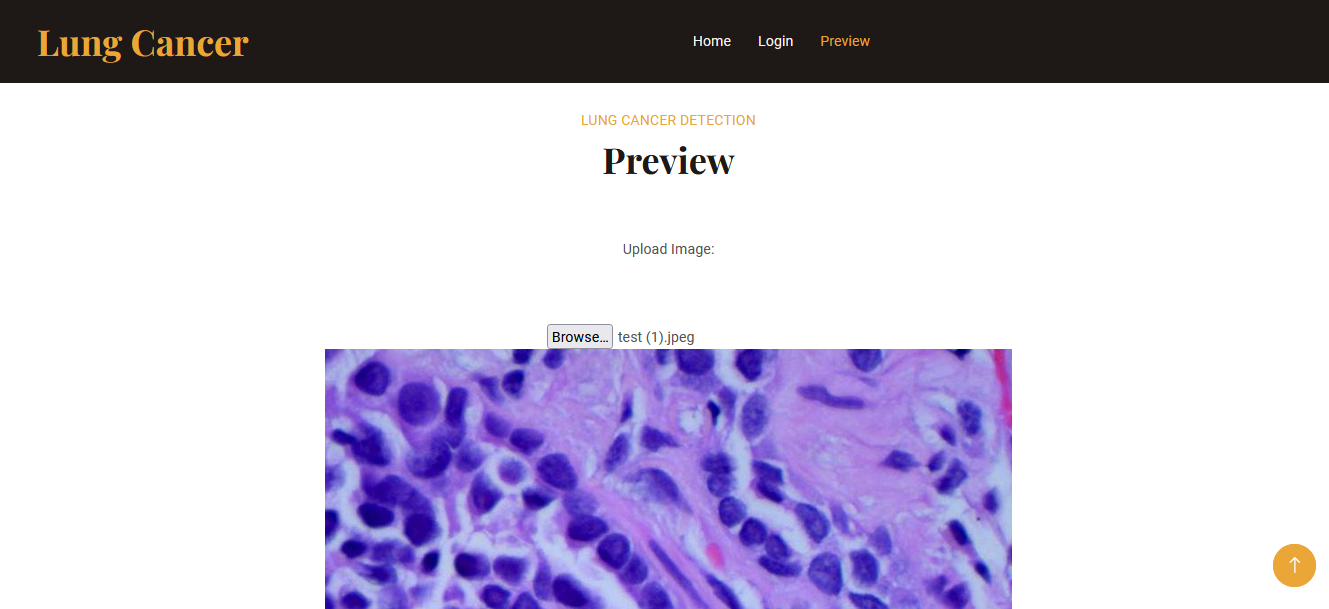 Lung Cancer
Home Login Preview
LUNG CANCER DETECTION
Preview
Upload Image:
Browse… test (1).jpeg